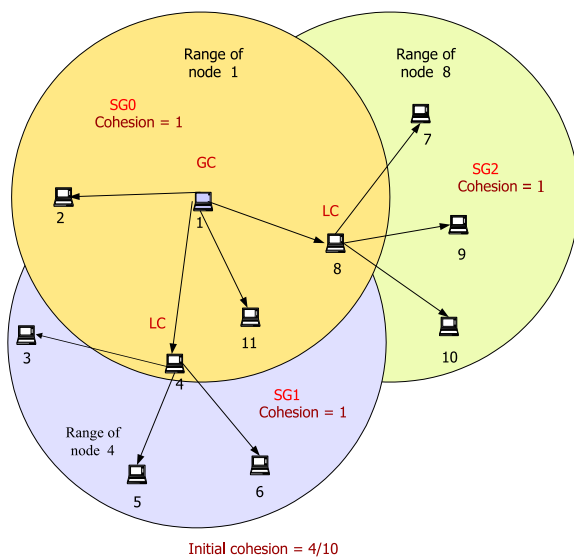 Range of
node 1
Range of
node 8
SG0
Cohesion = 1
GC
7
SG2
Cohesion = 1
2
1
LC
8
9
LC
11
3
4
10
SG1
Cohesion = 1
Range of
node 4
5
6
Initial cohesion = 4/10